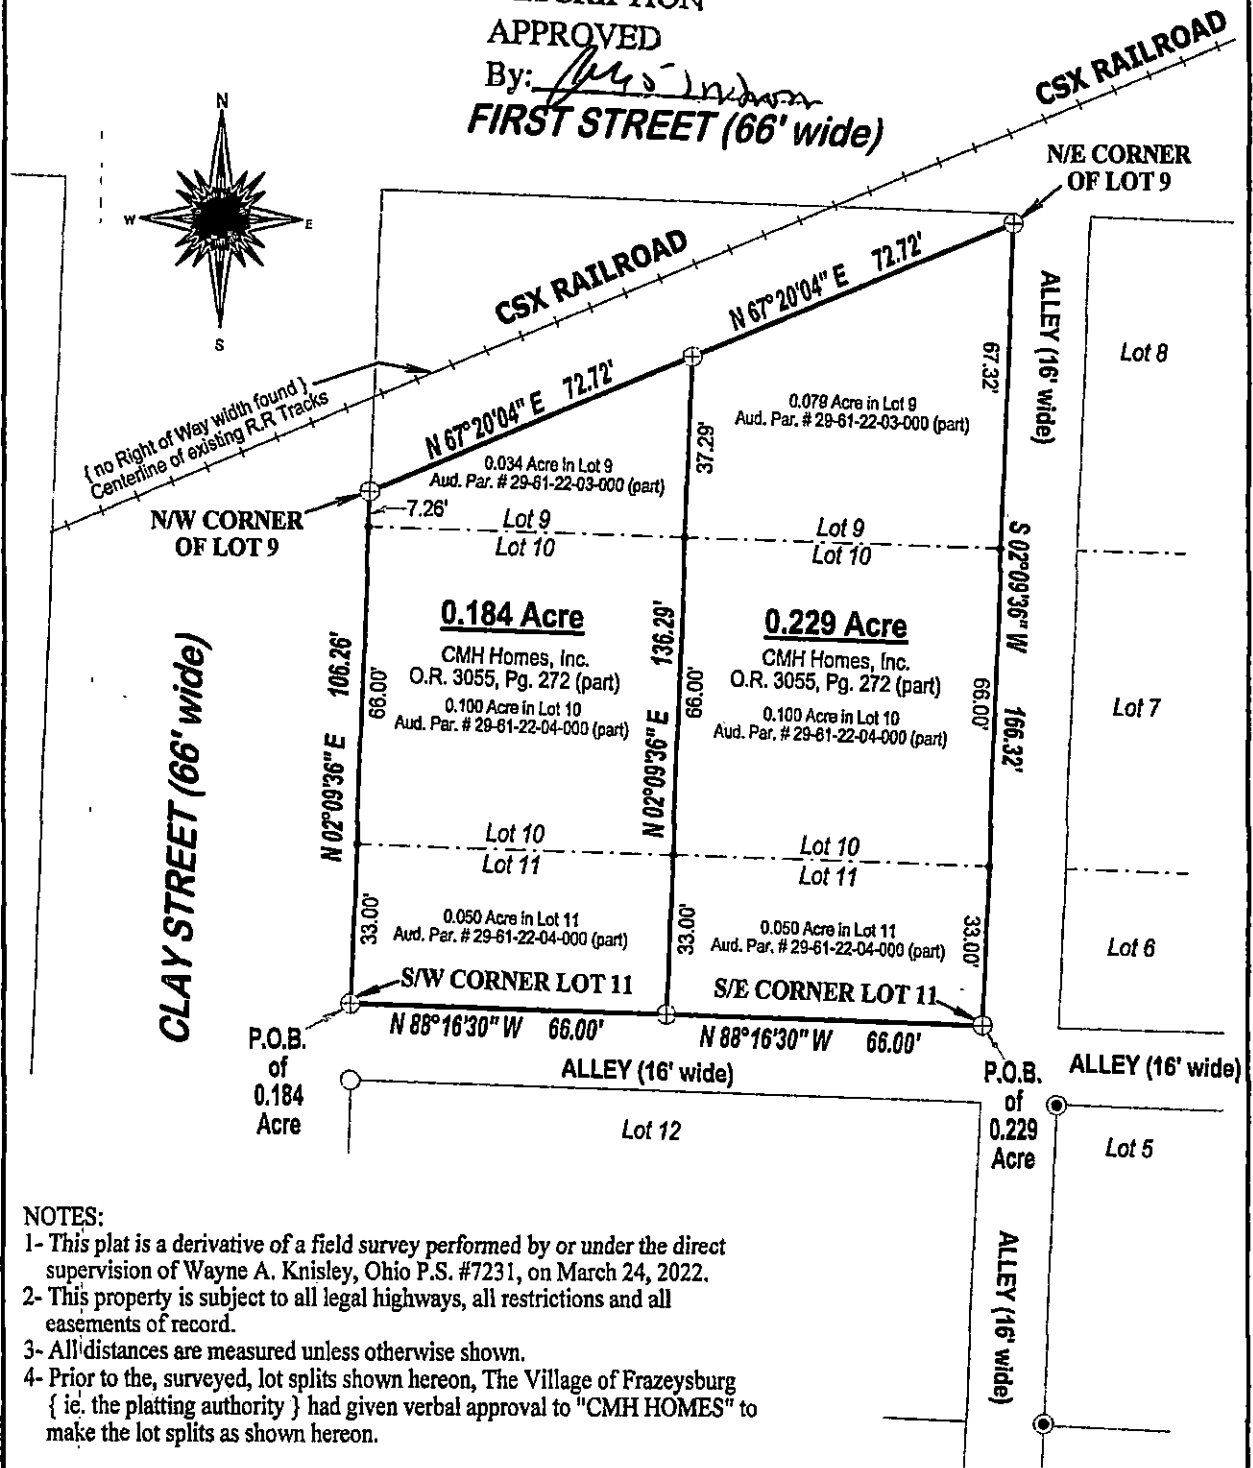 APPROVED
By:
FIRST STREET (66' wide)
CSX RAILROAD
N/E CORNER
OF LOT 9
N
W
E
S
CSX RAILROAD
N 67°20'04" E 72.72'
ALLEY (16' wide)
Lot 8
67.32'
{ no Right of Way width found }
Centerline of existing R.R Tracks
N 67°20'04" E 72.72'
0.079 Acre in Lot 9
Aud. Par. # 29-61-22-03-000 (part)
37.29'
0.034 Acre in Lot 9
Aud. Par. # 29-61-22-03-000 (part)
N/W CORNER
OF LOT 9
7.26'
Lot 9
Lot 10
Lot 9
Lot 10
S 02°09'36" W 166.32'
0.184 Acre
CMH Homes, Inc.
O.R. 3055, Pg. 272 (part)
0.100 Acre in Lot 10
Aud. Par. # 29-61-22-04-000 (part)
0.229 Acre
CMH Homes, Inc.
O.R. 3055, Pg. 272 (part)
0.100 Acre in Lot 10
Aud. Par. # 29-61-22-04-000 (part)
N 02°09'36" E 106.26'
66.00'
N 02°09'36" E 136.29'
66.00'
66.00'
Lot 7
CLAY STREET (66' wide)
Lot 10
Lot 11
Lot 10
Lot 11
33.00'
0.050 Acre in Lot 11
Aud. Par. # 29-61-22-04-000 (part)
33.00'
0.050 Acre in Lot 11
Aud. Par. # 29-61-22-04-000 (part)
33.00'
Lot 6
S/W CORNER LOT 11
S/E CORNER LOT 11
N 88°16'30" W 66.00'
N 88°16'30" W 66.00'
P.O.B.
of
0.184
Acre
ALLEY (16' wide)
P.O.B.
of
0.229
Acre
ALLEY (16' wide)
Lot 12
Lot 5
ALLEY (16' wide)
NOTES:
1- This plat is a derivative of a field survey performed by or under the direct
supervision of Wayne A. Knisley, Ohio P.S. #7231, on March 24, 2022.
2- This property is subject to all legal highways, all restrictions and all
easements of record.
3- All distances are measured unless otherwise shown.
4- Prior to the, surveyed, lot splits shown hereon, The Village of Frazeysburg
{ ie. the platting authority } had given verbal approval to "CMH HOMES" to
make the lot splits as shown hereon.